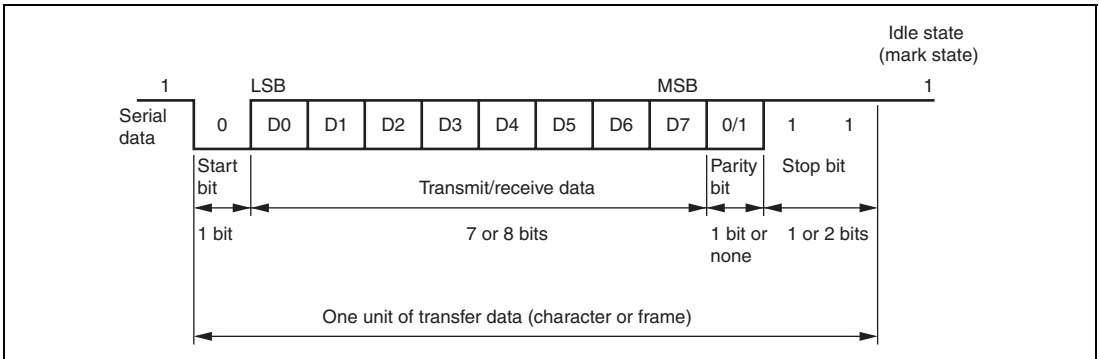 Idle state
(mark state)
1 LSB MSB 1
Serial
data
0 D0 D1 D2 D3 D4 D5 D6 D7 0/1 1 1
Start
bit
Transmit/receive data
Parity
bit
Stop bit
1 bit
7 or 8 bits
1 bit or
none
1 or 2 bits
One unit of transfer data (character or frame)